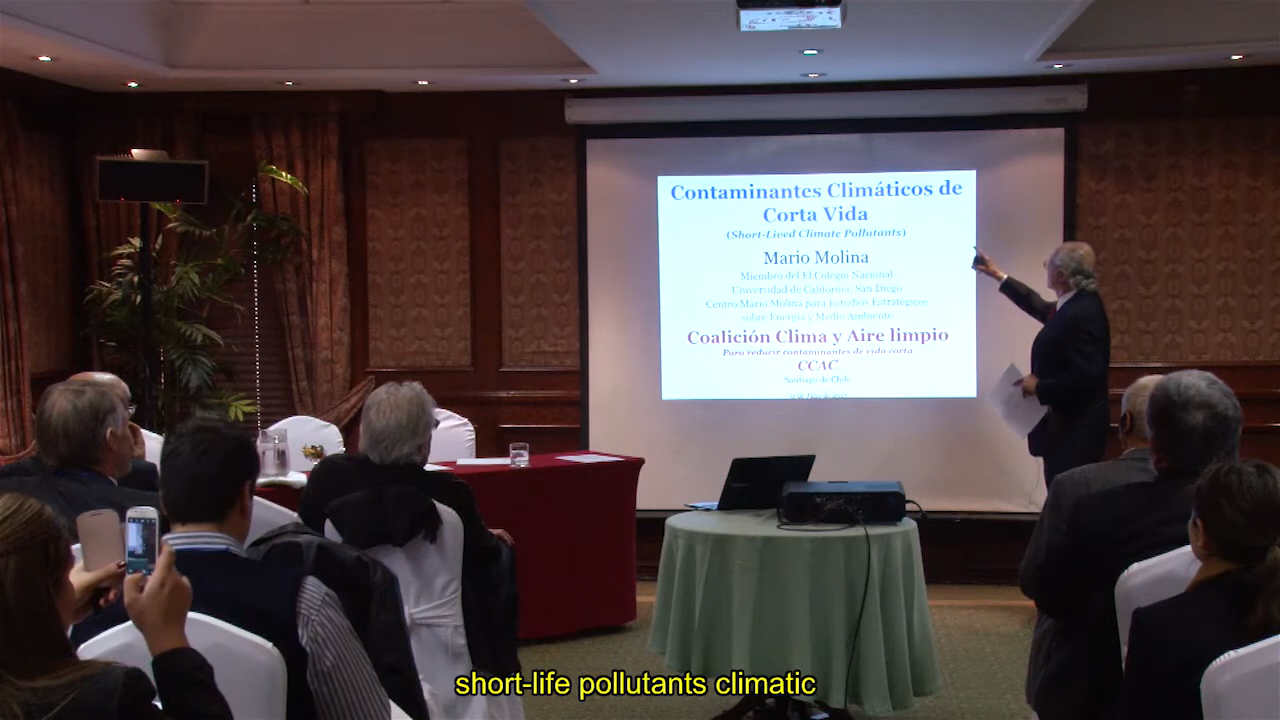 Contaminantes Climáticos de
Corta Vida
(Short-Lived Climate Pollutants)
Mario Molina
Miembro del El Colegio Nacional
Universidad de California, San Diego
Centro Mario Molina para Estudios Estratégicos
sobre Energía y Medio Ambiente
Coalición Clima y Aire limpio
Para reducir contaminantes de vida corta
CCAC
Santiago de Chile
short-life pollutants climatic